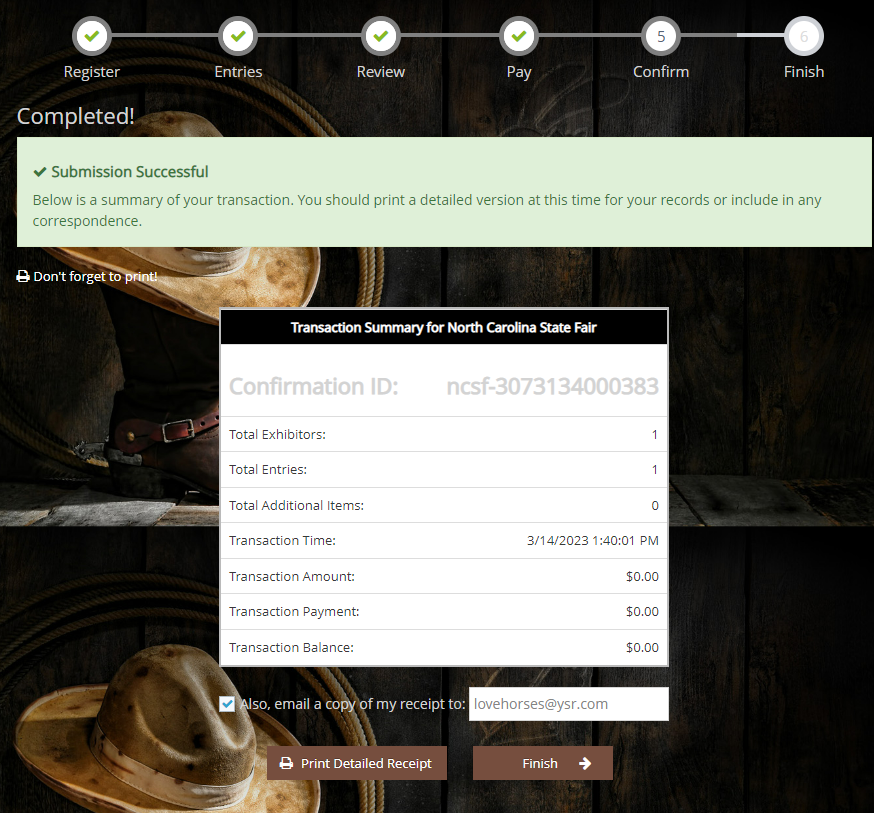 5
6
Register
Entries
Review
Pay
Confirm
Finish
Completed!
Submission Successful
Below is a summary of your transaction. You should print a detailed version at this time for your records or include in any
correspondence.
Don't forget to print!
Transaction Summary for North Carolina State Fair
Confirmation ID: ncsf-3073134000383
Total Exhibitors: 1
Total Entries: 1
Total Additional Items: 0
Transaction Time: 3/14/2023 1:40:01 PM
Transaction Amount: $0.00
Transaction Payment: $0.00
Transaction Balance: $0.00
Also, email a copy of my receipt to: lovehorses@ysr.com
Print Detailed Receipt
Finish